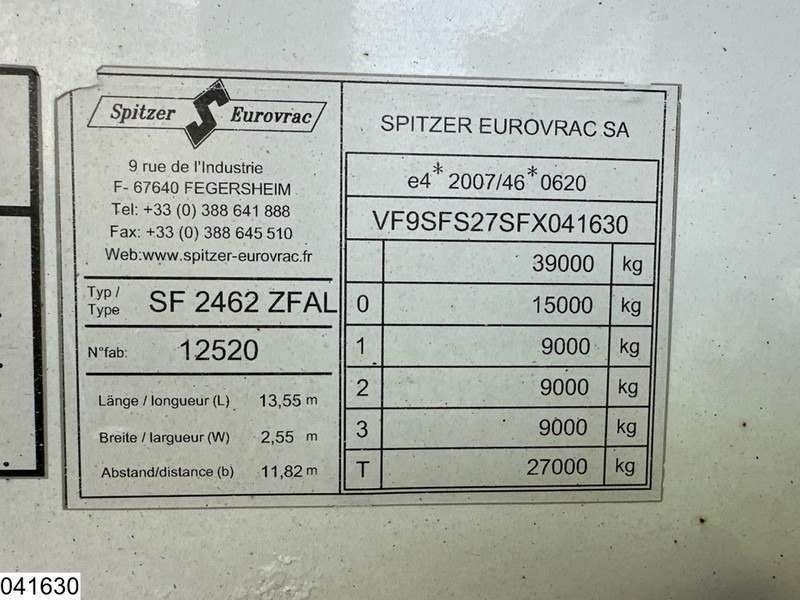 Spitzer Eurovrac
9 rue de l'Industrie
F- 67640 FEGERSHEIM
Tel: +33 (0) 388 641 888
Fax: +33 (0) 388 645 510
Web:www.spitzer-eurovrac.fr
Typ /
Type SF 2462 ZFAL
N°fab: 12520
Länge / longueur (L) 13,55 m
Breite / largueur (W) 2,55 m
Abstand/distance (b) 11,82 m
SPITZER EUROVRAC SA
e4* 2007/46*0620
VF9SFS27SFX041630
39000 kg
0 15000 kg
1 9000 kg
2 9000 kg
3 9000 kg
T 27000 kg
041630